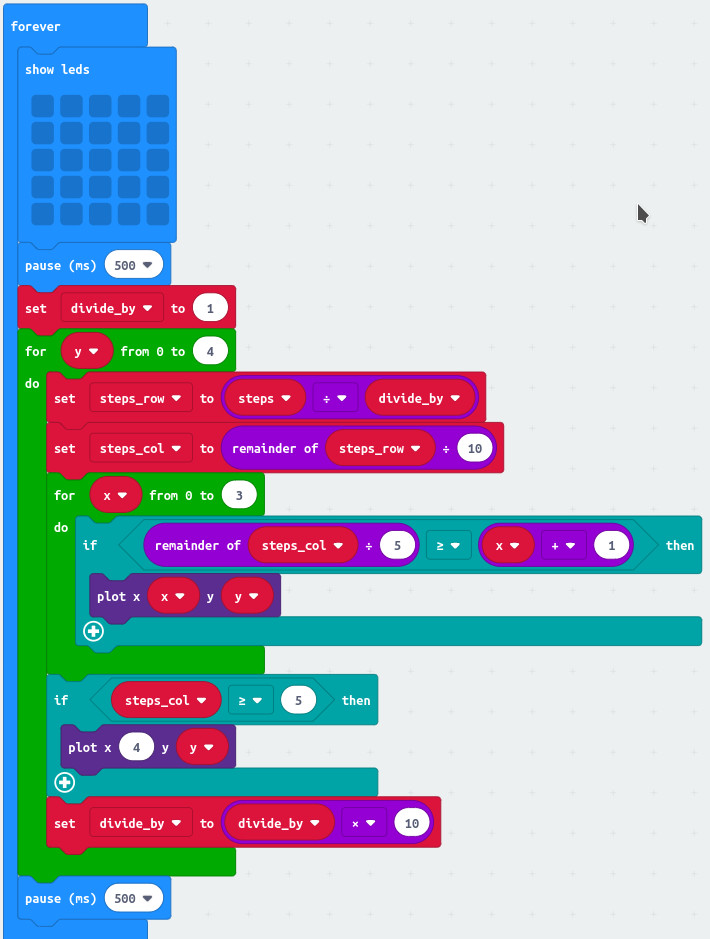 forever
show leds
pause (ms) 500
set divide_by to 1
for y from 0 to 4
do
set steps_row to steps ÷ divide_by
set steps_col to remainder of steps_row ÷ 10
for x from 0 to 3
do
if remainder of steps_col ÷ 5 ≥ x + 1 then
plot x x y y
if steps_col ≥ 5 then
plot x 4 y y
set divide_by to divide_by × 10
pause (ms) 500